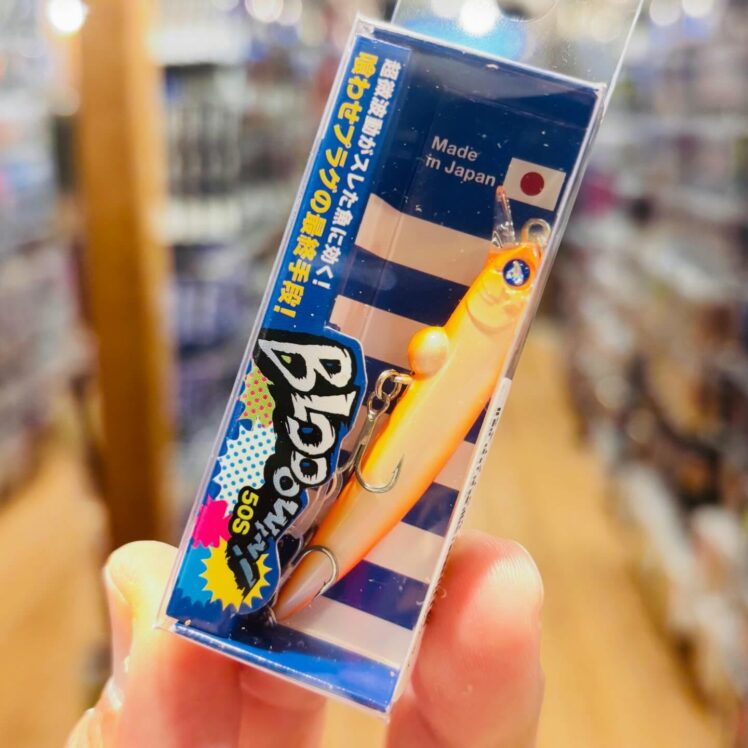 超微波動がスレた魚に効く!
喰わせプラグの最終手段!
Made
in Japan
Blooowin!
50S